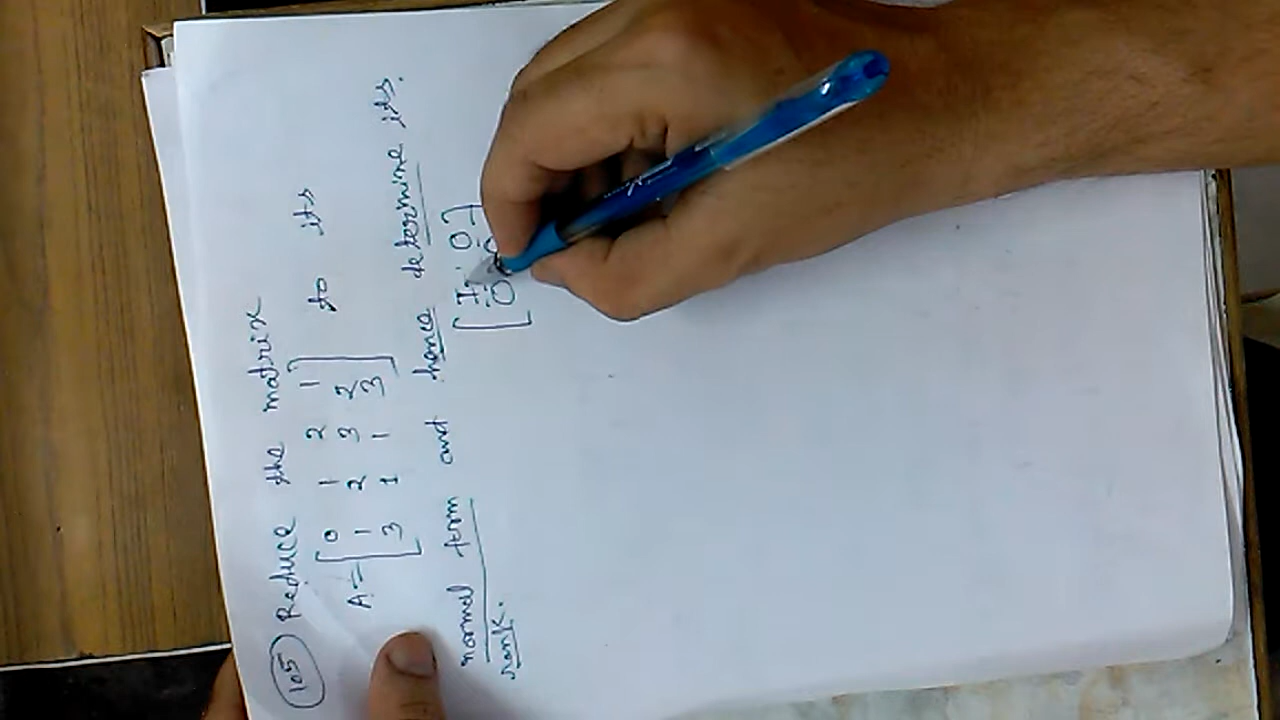 105 Reduce the matrix
A = [ 0 1 2 1
1 2 3 2
3 1 1 3 ] to its
normal form and hence determine its.
rank.
[ Ir 0
0 0 ]